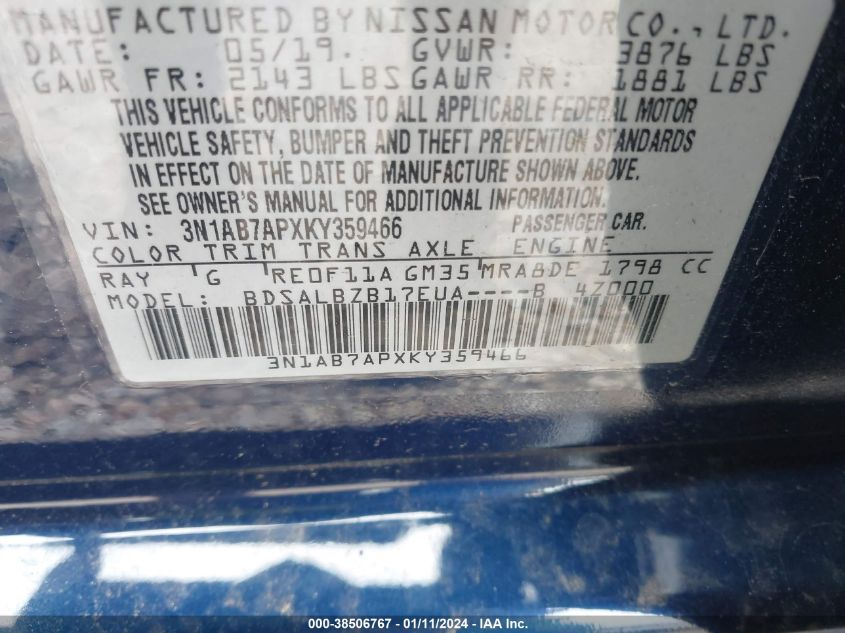 MANUFACTURED BY NISSAN MOTOR CO., LTD.
DATE: 05/19. GVWR: 3876 LBS
GAWR FR: 2143 LBS GAWR RR: 1881 LBS
THIS VEHICLE CONFORMS TO ALL APPLICABLE FEDERAL MOTOR
VEHICLE SAFETY, BUMPER AND THEFT PREVENTION STANDARDS
IN EFFECT ON THE DATE OF MANUFACTURE SHOWN ABOVE.
SEE OWNER'S MANUAL FOR ADDITIONAL INFORMATION.
VIN: 3N1AB7APXKY359466 PASSENGER CAR.
COLOR TRIM TRANS AXLE ENGINE
RAY G RE0F11A GM35 MRA8DE 1798 CC
MODEL: BDSALBZB17EUA----B 47000
3N1AB7APXKY359466
000-38506767 - 01/11/2024 - IAAI, Inc.